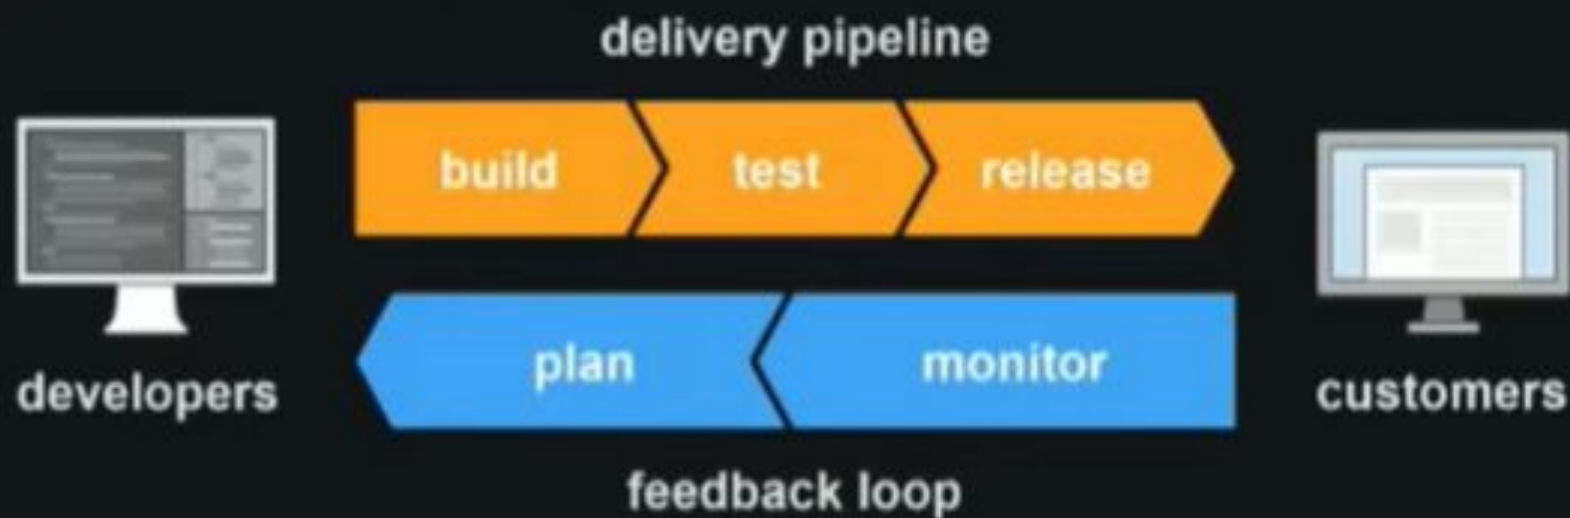 delivery pipeline
build test release
plan monitor
developers customers
feedback loop